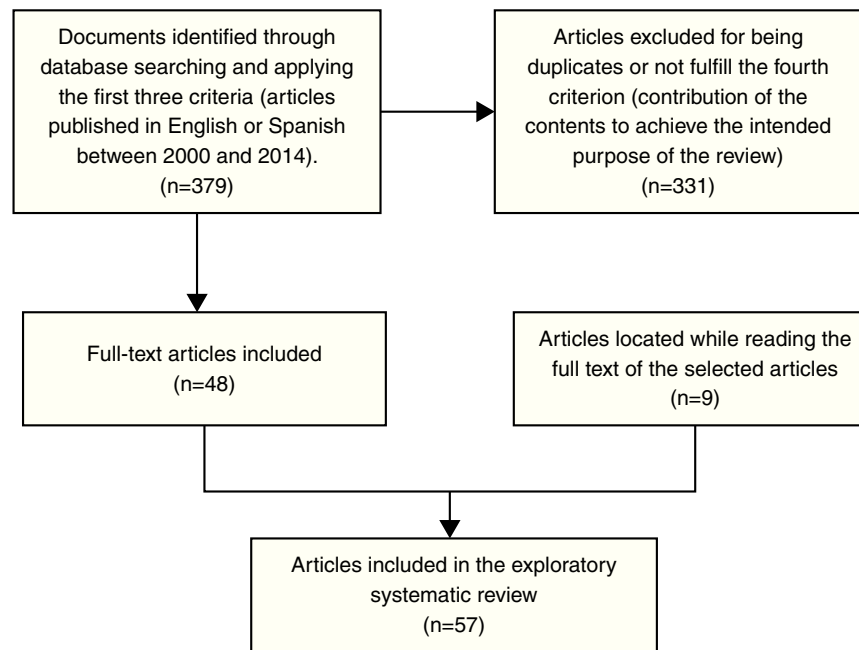 Documents identified through
database searching and applying
the first three criteria (articles
published in English or Spanish
between 2000 and 2014).
(n=379)
Articles excluded for being
duplicates or not fulfill the fourth
criterion (contribution of the
contents to achieve the intended
purpose of the review)
(n=331)
Full-text articles included
(n=48)
Articles located while reading the
full text of the selected articles
(n=9)
Articles included in the exploratory
systematic review
(n=57)